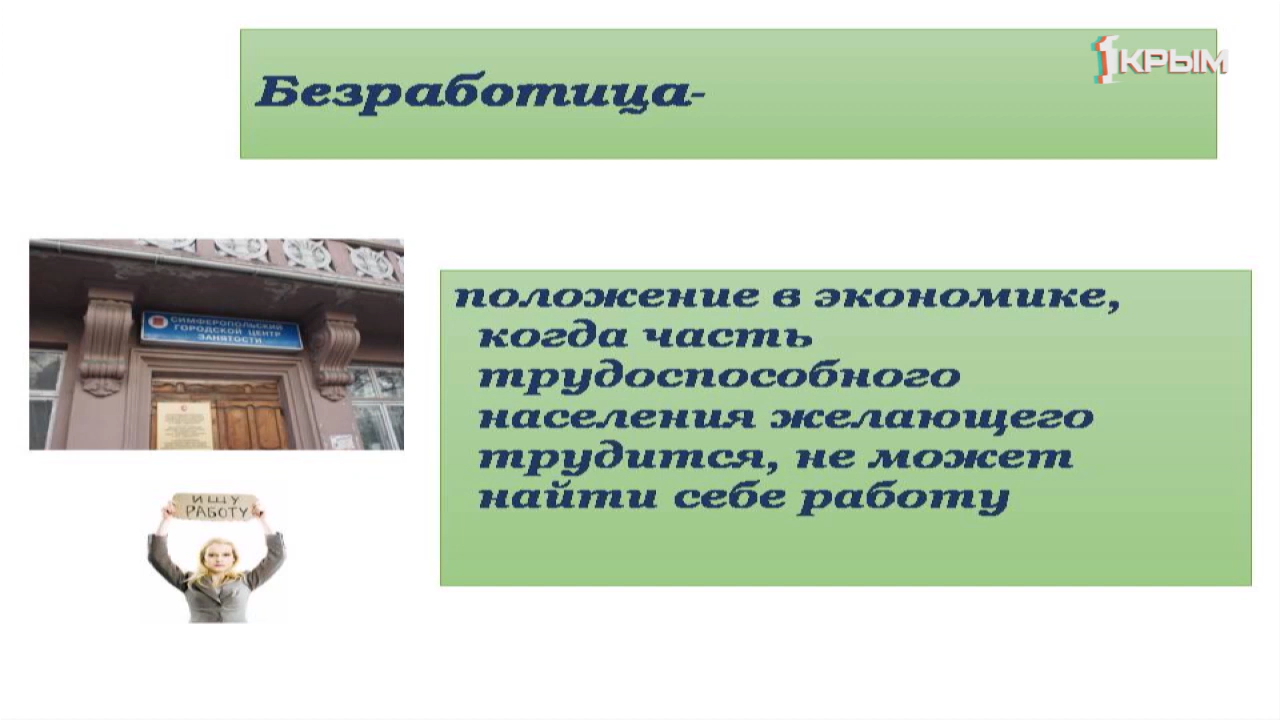 1КРЫМ
Безработица-
СИМФЕРОПОЛЬСКИЙ
ГОРОДСКОЙ ЦЕНТР
ЗАНЯТОСТИ
положение в экономике,
когда часть
трудоспособного
населения желающего
трудится, не может
найти себе работу
ИЩУ
РАБОТУ